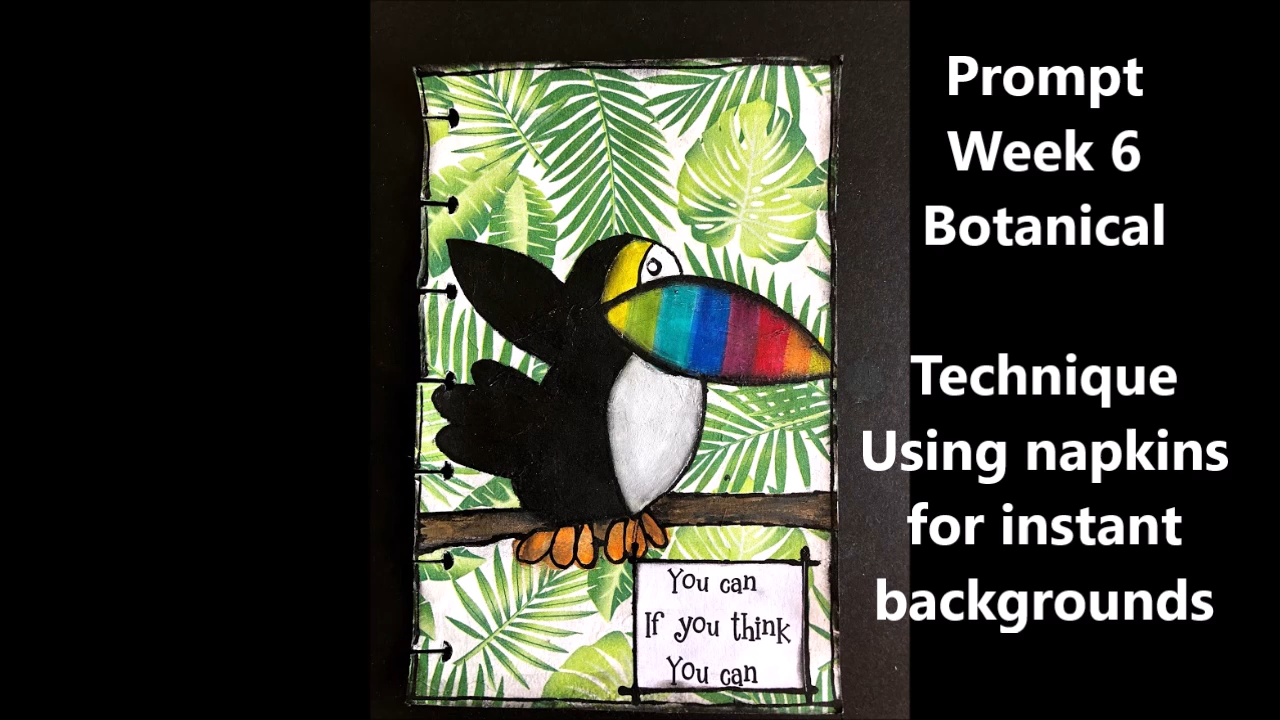 Prompt
Week 6
Botanical
Technique
Using napkins
for instant
backgrounds
You can
If you think
You can